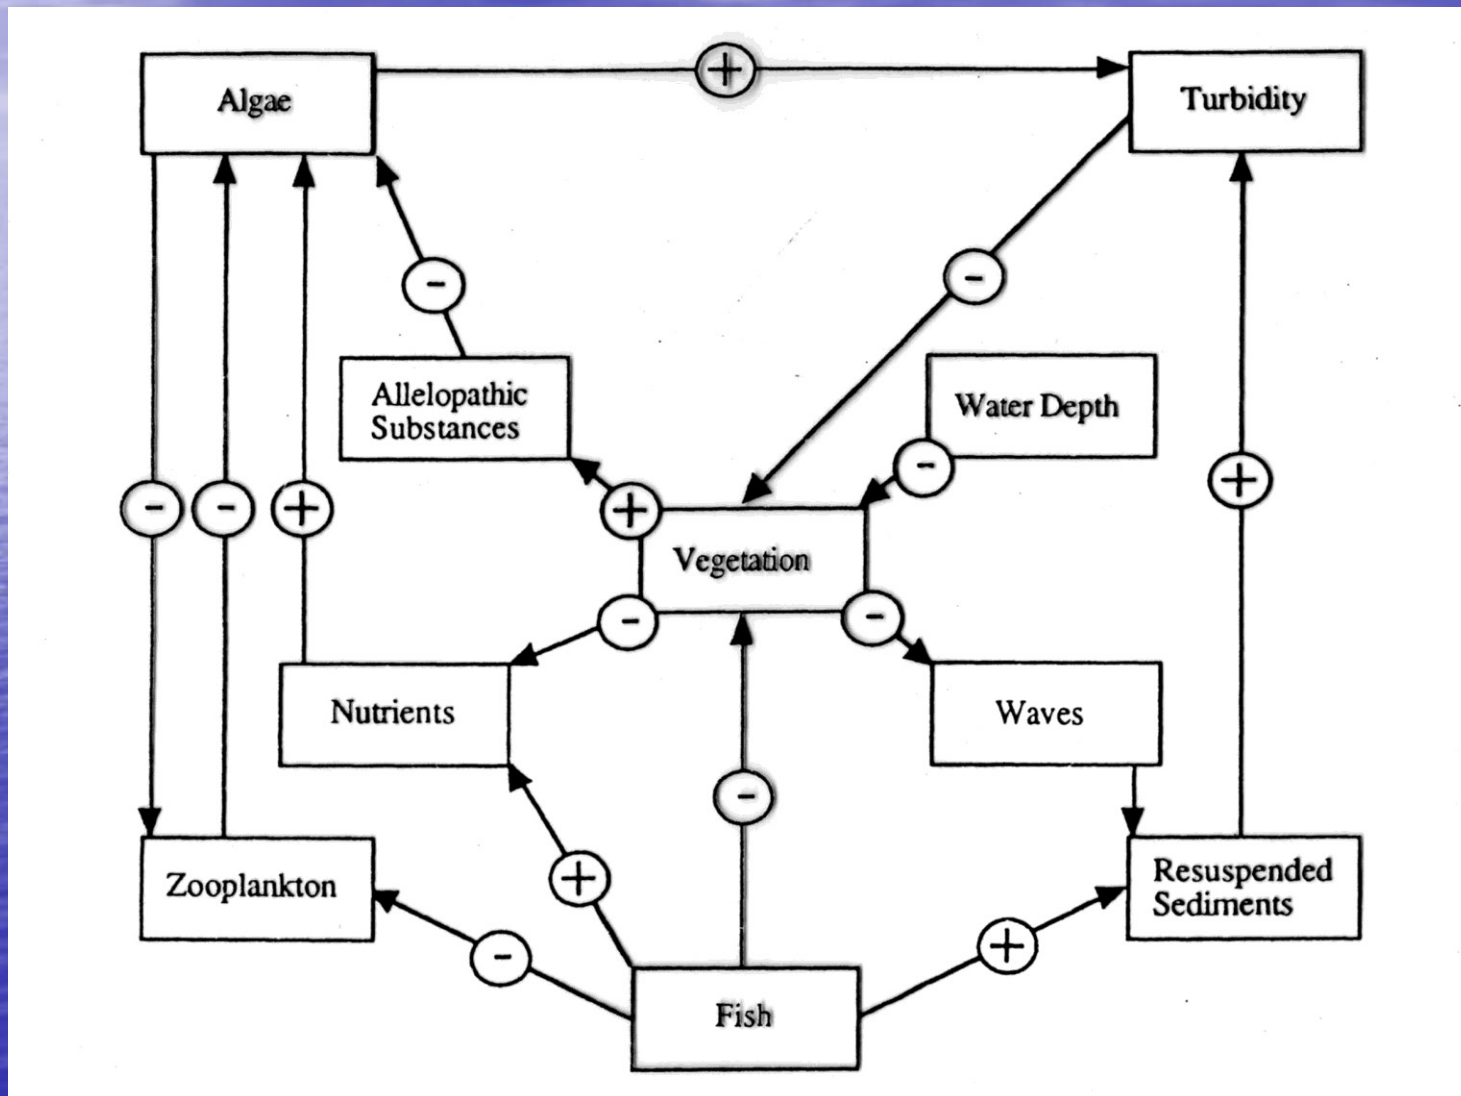 +
Algae
Turbidity
-
-
Allelopathic
Substances
Water Depth
-
-
-
+
+
+
Vegetation
-
-
Nutrients
Waves
-
+
Zooplankton
Resuspended
Sediments
-
+
Fish